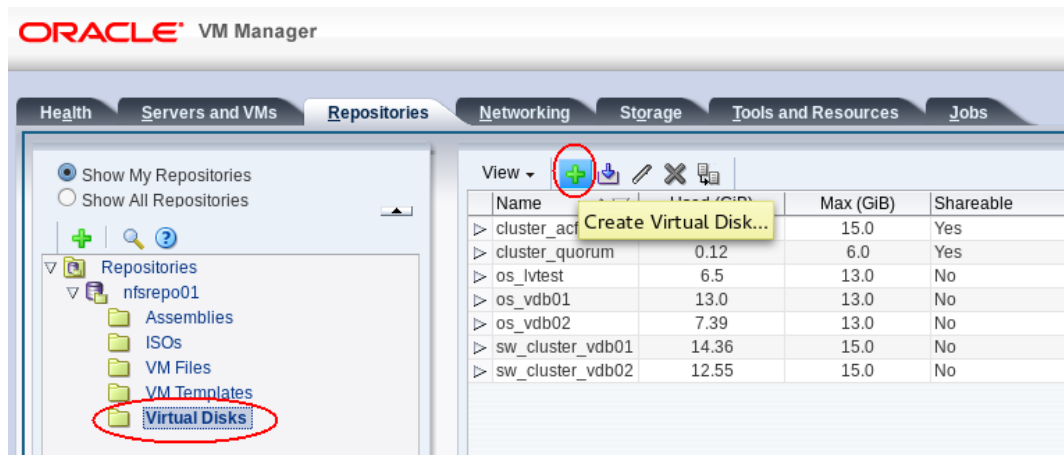 ORACLE VM Manager
Health Servers and VMs Repositories Networking Storage Tools and Resources Jobs
Show My Repositories
Show All Repositories
Repositories
nfsrepo01
Assemblies
ISOs
VM Files
VM Templates
Virtual Disks
View
Name Used (GiB) Max (GiB) Shareable
Create Virtual Disk...
cluster_acf 15.0 Yes
cluster_quorum 0.12 6.0 Yes
os_lvtest 6.5 13.0 No
os_vdb01 13.0 13.0 No
os_vdb02 7.39 13.0 No
sw_cluster_vdb01 14.36 15.0 No
sw_cluster_vdb02 12.55 15.0 No